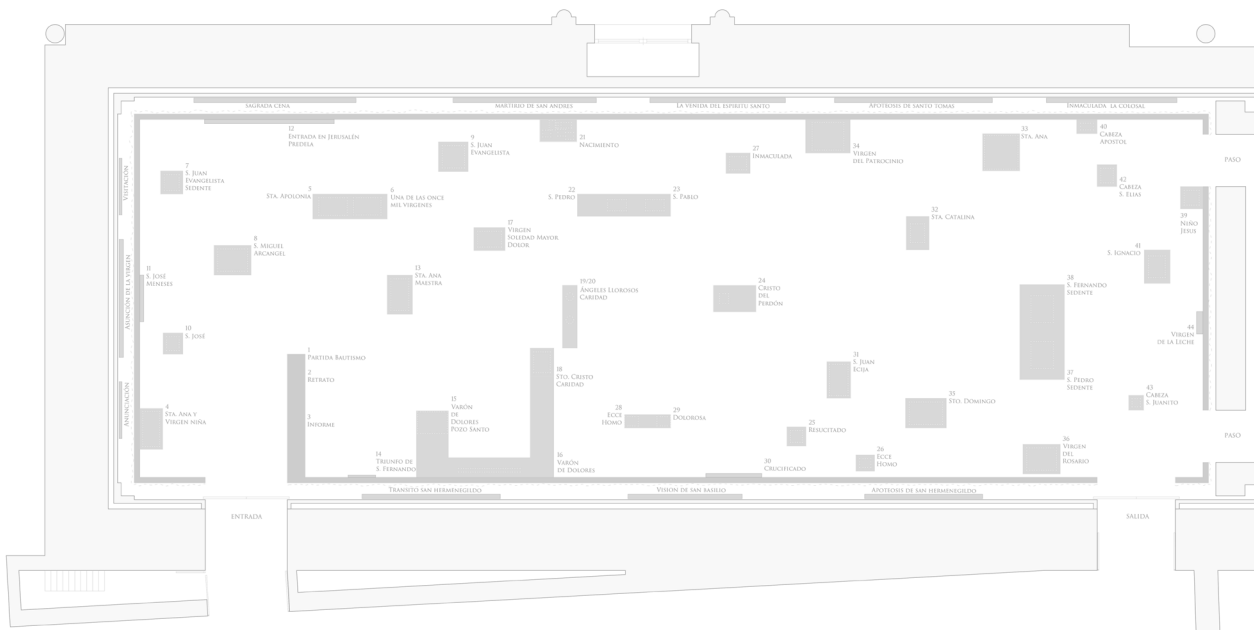 SAGRADA CENA
MARTIRIO DE SAN ANDRES
LA VENIDA DEL ESPIRITU SANTO
APOTEOSIS DE SANTO TOMAS
INMACULADA LA COLOSAL
VISITACIÓN
ASUNCIÓN DE LA VIRGEN
ANUNCIACIÓN
12
ENTRADA EN JERUSALÉN
PREDELA
9
S. JUAN
EVANGELISTA
21
NACIMIENTO
27
INMACULADA
34
VIRGEN
DEL PATROCINIO
33
STA. ANA
40
CABEZA
APOSTOL
PASO
7
S. JUAN
EVANGELISTA
SEDENTE
5
STA. APOLONIA
6
UNA DE LAS ONCE
MIL VIRGENES
22
S. PEDRO
23
S. PABLO
42
CABEZA
S. ELIAS
32
STA. CATALINA
39
NIÑO
JESUS
17
VIRGEN
SOLEDAD MAYOR
DOLOR
8
S. MIGUEL
ARCANGEL
41
S. IGNACIO
11
S. JOSE
MENESES
13
STA. ANA
MAESTRA
19/20
ÁNGELES LLOROSOS
CARIDAD
24
CRISTO
DEL
PERDÓN
38
S. FERNANDO
SEDENTE
10
S. JOSÉ
44
VIRGEN
DE LA LECHE
1
PARTIDA BAUTISMO
2
RETRATO
3
INFORME
18
STO. CRISTO
CARIDAD
31
S. JUAN
ECIJA
37
S. PEDRO
SEDENTE
43
CABEZA
S. JUANITO
4
STA. ANA Y
VIRGEN NIÑA
15
VARÓN
DE
DOLORES
POZO SANTO
28
ECCE
HOMO
29
DOLOROSA
25
RESUCITADO
35
STO. DOMINGO
14
TRIUNFO DE
S. FERNANDO
16
VARÓN
DE DOLORES
30
CRUCIFICADO
26
ECCE
HOMO
36
VIRGEN
DEL
ROSARIO
PASO
TRANSITO SAN HERMENEGILDO
VISION DE SAN BASILIO
APOTEOSIS DE SAN HERMENEGILDO
ENTRADA
SALIDA